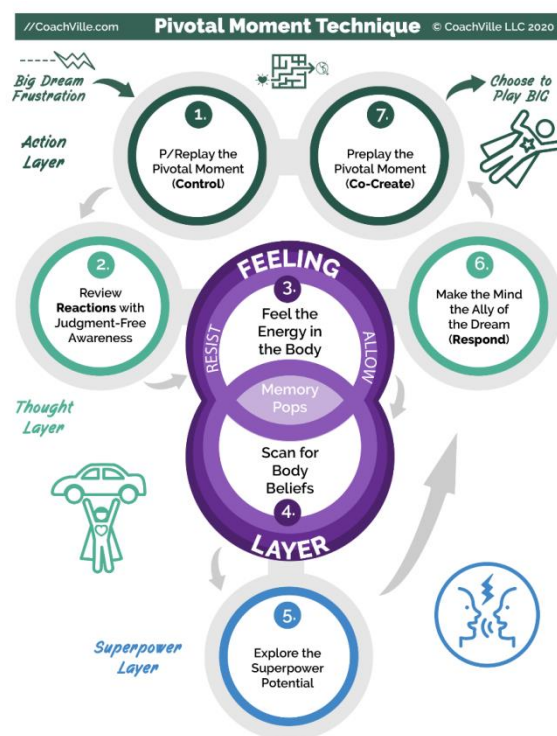 //CoachVille.com
Pivotal Moment Technique
© CoachVille LLC 2020
Big Dream
Frustration
Action
Layer
1.
P/Replay the
Pivotal Moment
(Control)
7.
Preplay the
Pivotal Moment
(Co-Create)
Choose to
Play BIG
2.
Review
Reactions with
Judgment-Free
Awareness
FEELING
3.
Feel the
Energy in
the Body
RESIST
ALLOW
Memory
Pops
Scan for
Body
Beliefs
4.
LAYER
6.
Make the Mind
the Ally of
the Dream
(Respond)
Thought
Layer
Superpower
Layer
5.
Explore the
Superpower
Potential